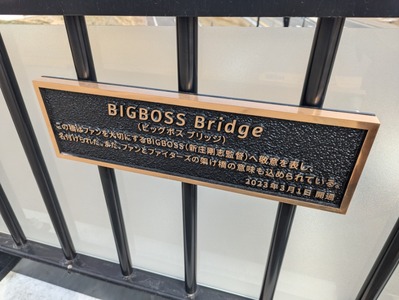 BIGBOSS Bridge
(ビッグボス ブリッジ)
この橋はファンを大切にするBIGBOSS(新庄剛志監督)へ敬意を表し、
名付けられた。また、ファンとファイターズの架け橋の意味も込められている。
2023年3月1日 開通